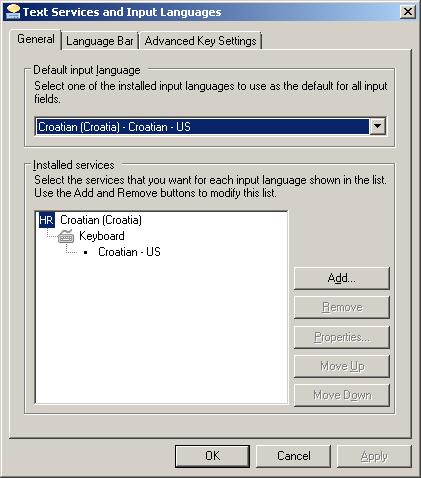 Text Services and Input Languages
General
Language Bar
Advanced Key Settings
Default input language
Select one of the installed input languages to use as the default for all input
fields.
Croatian (Croatia) - Croatian - US
Installed services
Select the services that you want for each input language shown in the list.
Use the Add and Remove buttons to modify this list.
HR Croatian (Croatia)
Keyboard
• Croatian - US
Add...
Remove
Properties...
Move Up
Move Down
OK
Cancel
Apply